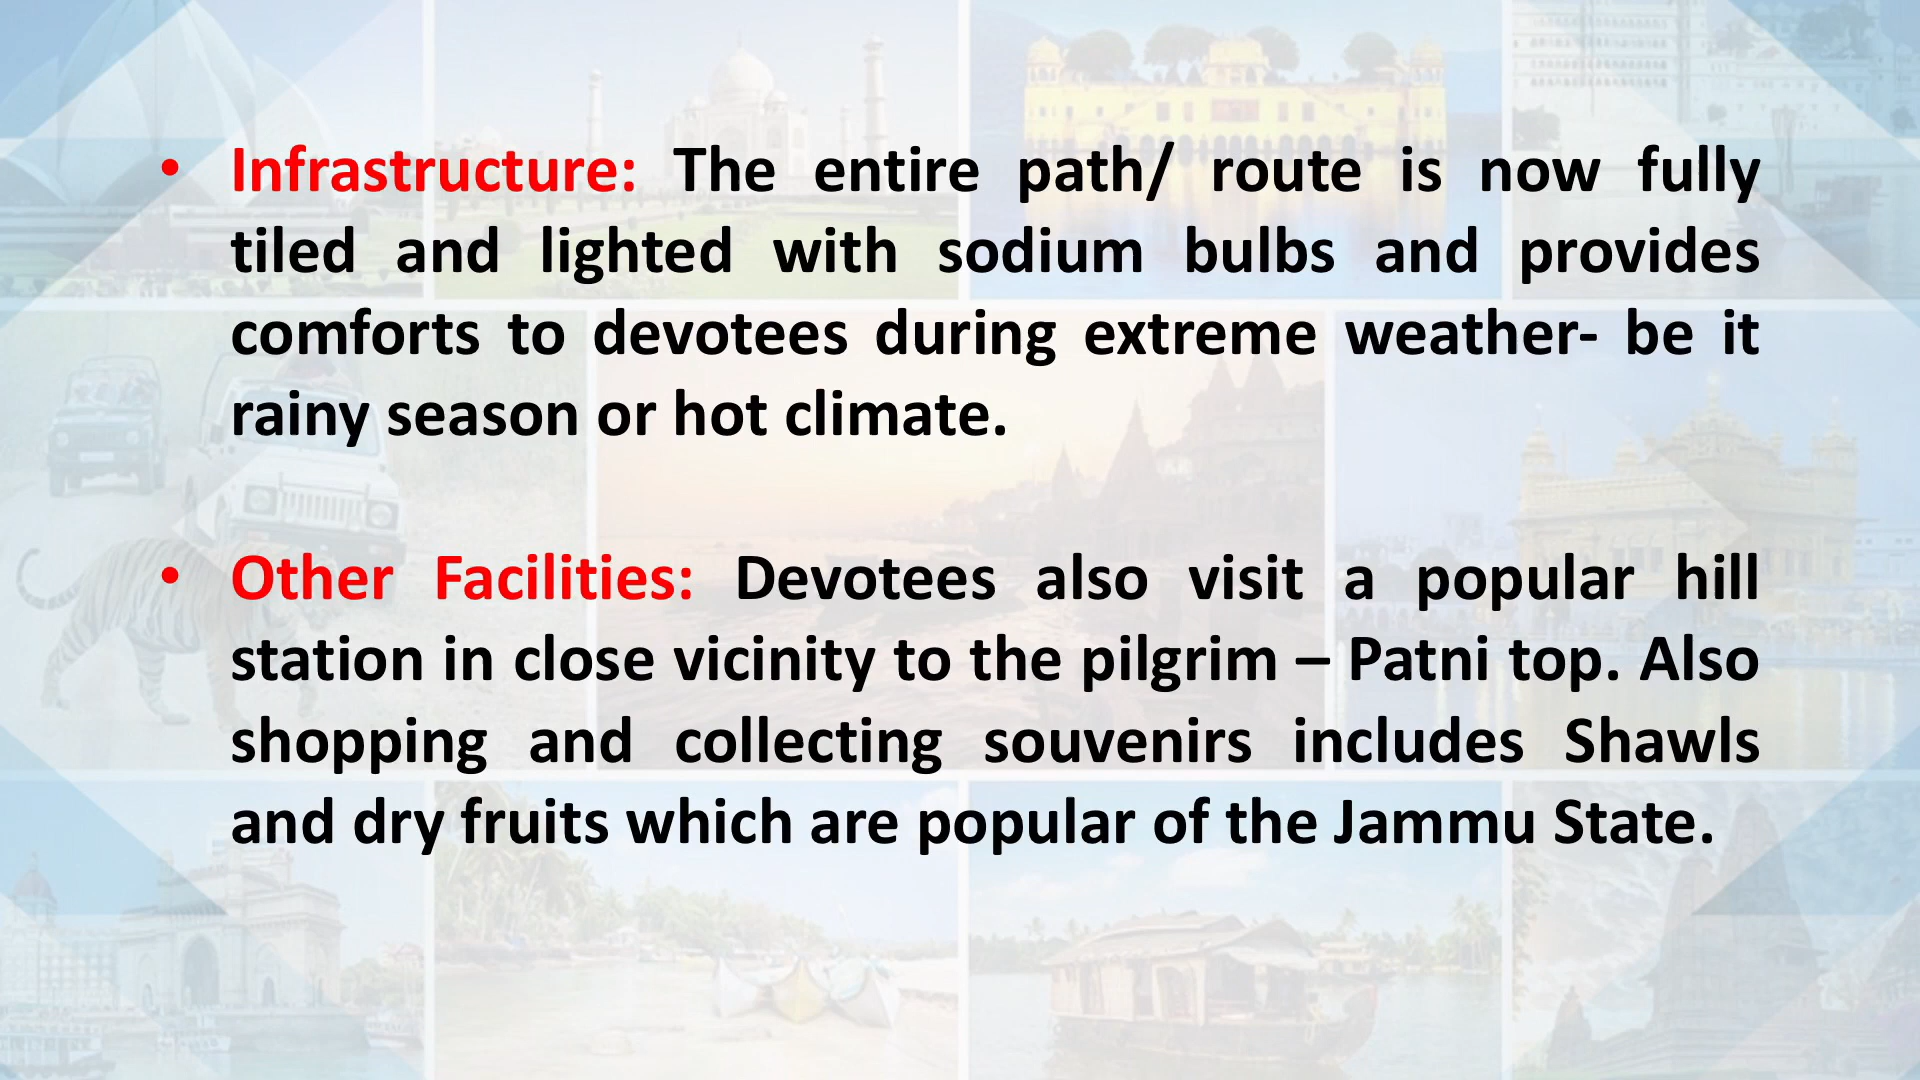 • Infrastructure: The entire path/ route is now fully
tiled and lighted with sodium bulbs and provides
comforts to devotees during extreme weather- be it
rainy season or hot climate.
• Other Facilities: Devotees also visit a popular hill
station in close vicinity to the pilgrim – Patni top. Also
shopping and collecting souvenirs includes Shawls
and dry fruits which are popular of the Jammu State.